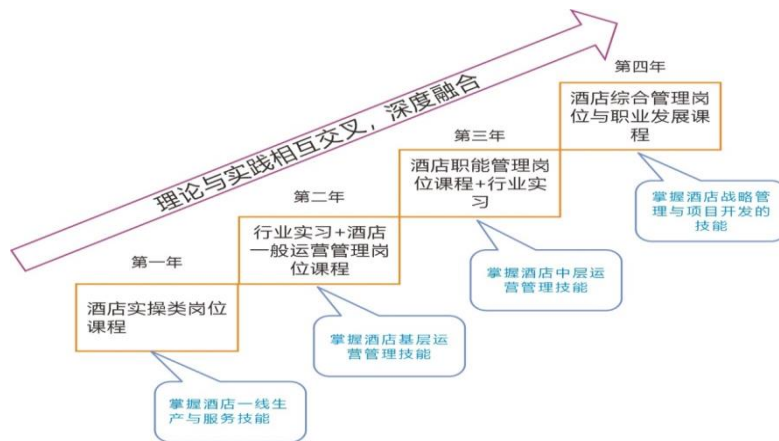 理论与实践相互交叉，深度融合
第一年
酒店实操类岗位
课程
掌握酒店一线生
产与服务技能
第二年
行业实习+酒店
一般运营管理岗
位课程
掌握酒店基层运
营管理技能
第三年
酒店职能管理岗
位课程+行业实
习
掌握酒店中层运
营管理技能
第四年
酒店综合管理岗
位与职业发展课
程
掌握酒店战略管
理与项目开发的
技能